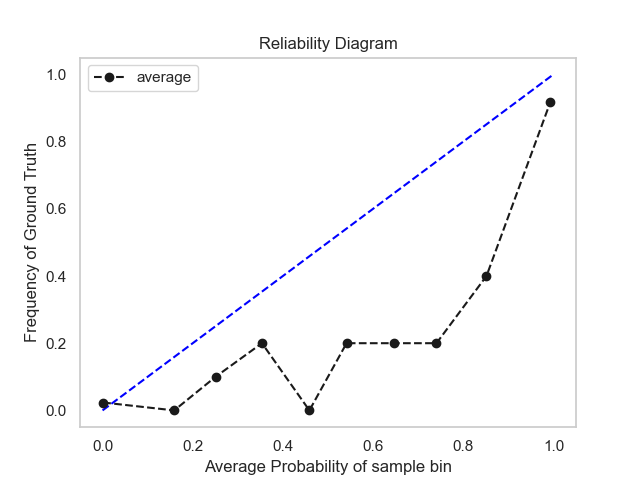 Reliability Diagram
average
Frequency of Ground Truth
1.0
0.8
0.6
0.4
0.2
0.0
0.0 0.2 0.4 0.6 0.8 1.0
Average Probability of sample bin